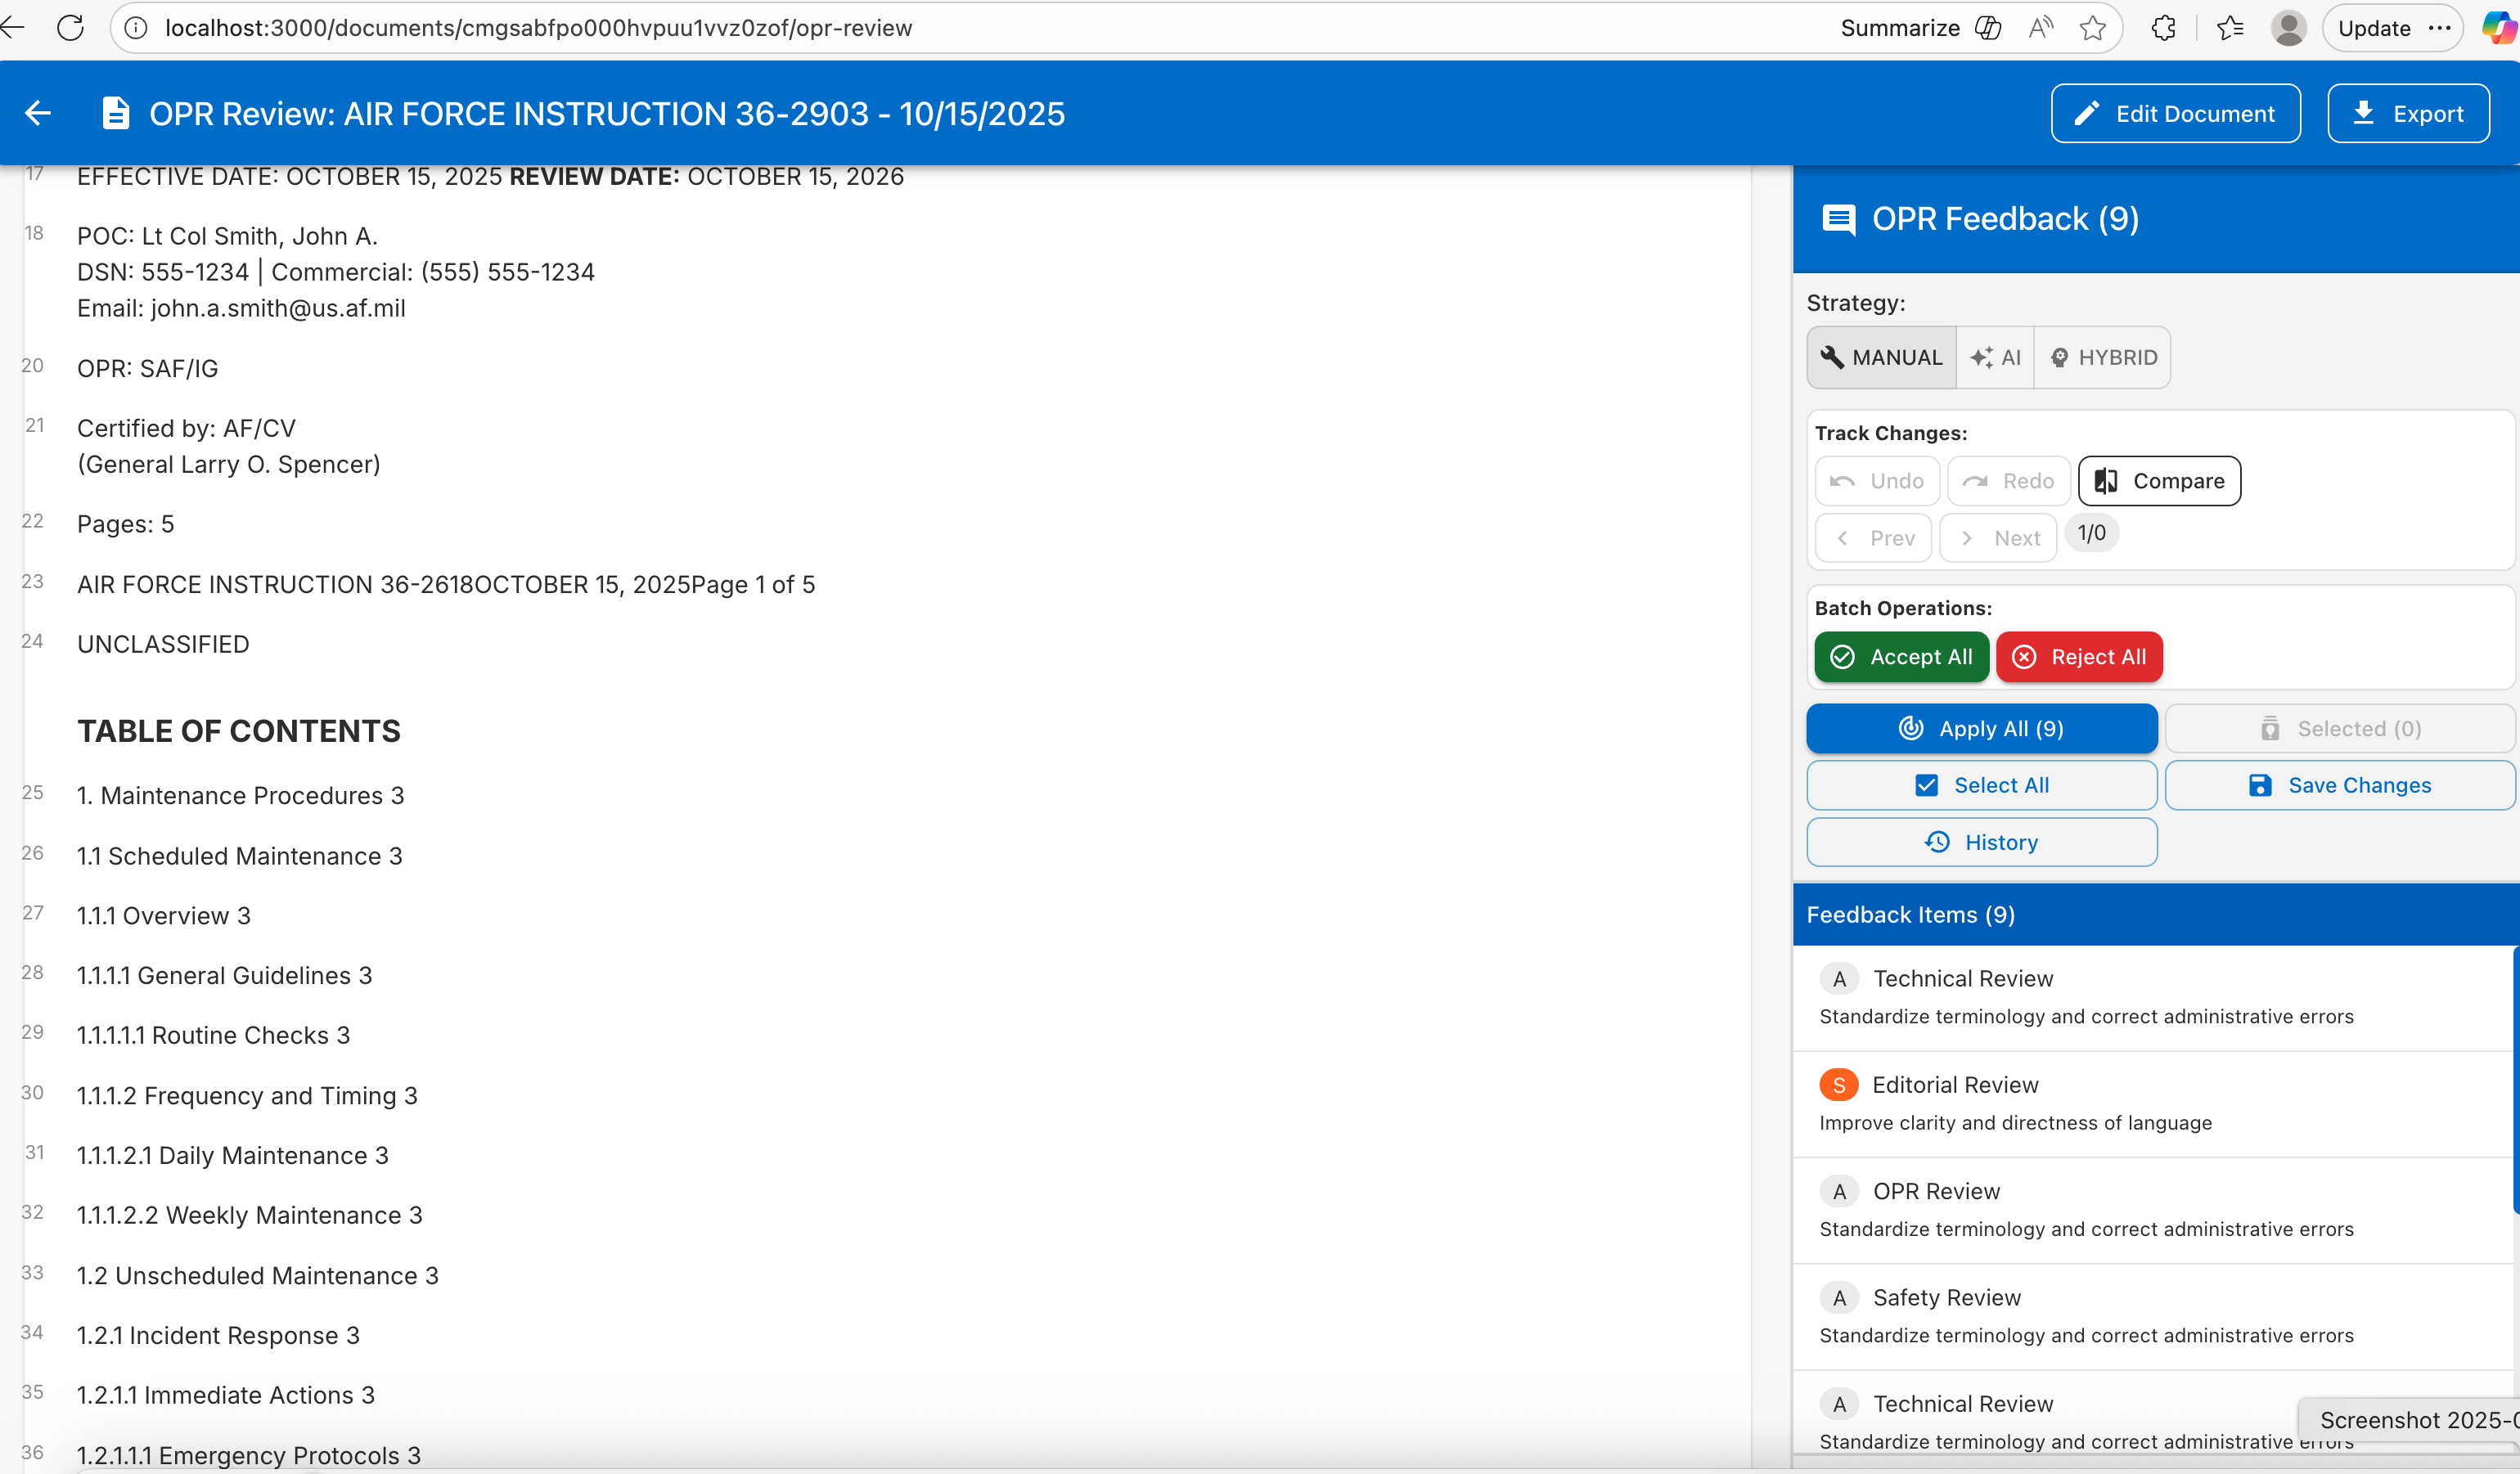 localhost:3000/documents/cmgsabfpo000hvpuu1vvz0zof/opr-review
Summarize
Update
OPR Review: AIR FORCE INSTRUCTION 36-2903 - 10/15/2025
Edit Document
Export
17 EFFECTIVE DATE: OCTOBER 15, 2025 REVIEW DATE: OCTOBER 15, 2026
18 POC: Lt Col Smith, John A.
DSN: 555-1234 | Commercial: (555) 555-1234
Email: john.a.smith@us.af.mil
20 OPR: SAF/IG
21 Certified by: AF/CV
(General Larry O. Spencer)
22 Pages: 5
23 AIR FORCE INSTRUCTION 36-2618OCTOBER 15, 2025Page 1 of 5
24 UNCLASSIFIED
TABLE OF CONTENTS
25 1. Maintenance Procedures 3
26 1.1 Scheduled Maintenance 3
27 1.1.1 Overview 3
28 1.1.1.1 General Guidelines 3
29 1.1.1.1.1 Routine Checks 3
30 1.1.1.2 Frequency and Timing 3
31 1.1.1.2.1 Daily Maintenance 3
32 1.1.1.2.2 Weekly Maintenance 3
33 1.2 Unscheduled Maintenance 3
34 1.2.1 Incident Response 3
35 1.2.1.1 Immediate Actions 3
36 1.2.1.1.1 Emergency Protocols 3
OPR Feedback (9)
Strategy:
MANUAL AI HYBRID
Track Changes:
Undo Redo Compare
Prev Next 1/0
Batch Operations:
Accept All Reject All
Apply All (9) Selected (0)
Select All Save Changes
History
Feedback Items (9)
A Technical Review
Standardize terminology and correct administrative errors
S Editorial Review
Improve clarity and directness of language
A OPR Review
Standardize terminology and correct administrative errors
A Safety Review
Standardize terminology and correct administrative errors
A Technical Review
Standardize terminology and correct administrative errors
Screenshot 2025-0